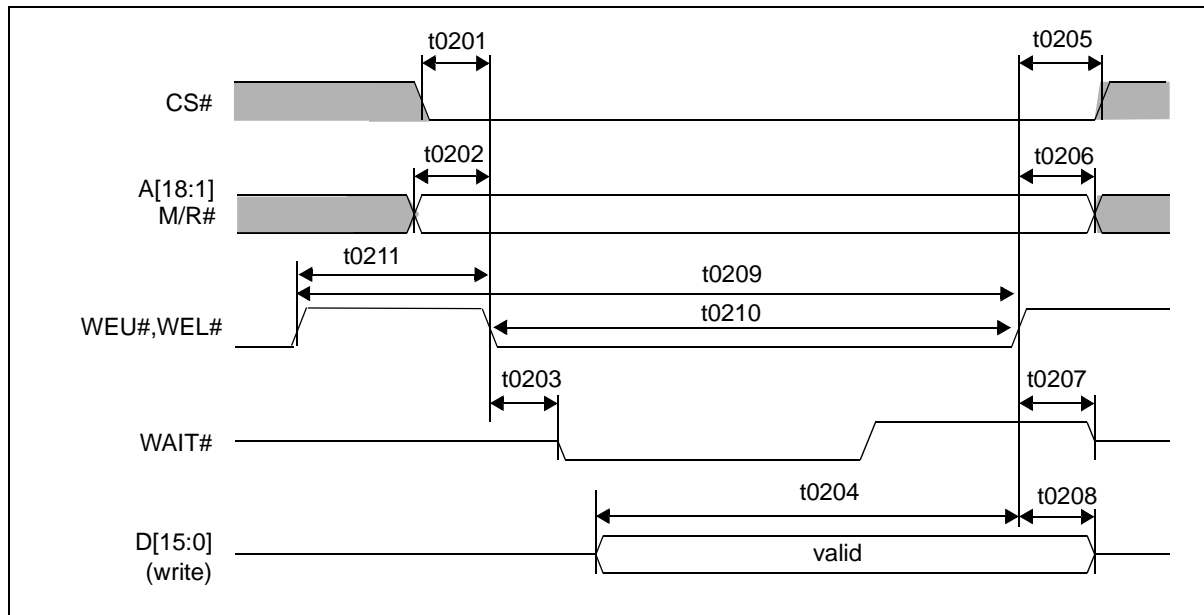 t0201
t0205
CS#
t0202
t0206
A[18:1]
M/R#
t0211
t0209
t0210
WEU#,WEL#
t0203
t0207
WAIT#
t0204
t0208
D[15:0]
(write)
valid